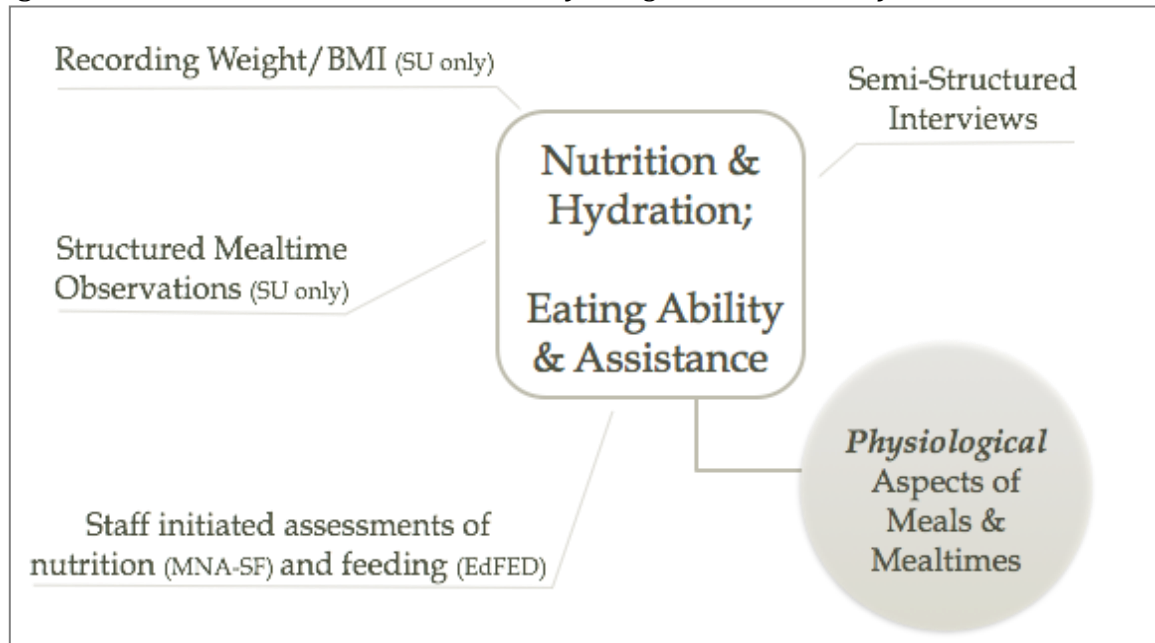 Recording Weight/BMI (SU only)
Semi-Structured
Interviews
Nutrition &
Hydration;
Eating Ability
& Assistance
Structured Mealtime
Observations (SU only)
Staff initiated assessments of
nutrition (MNA-SF) and feeding (EdFED)
Physiological
Aspects of
Meals &
Mealtimes